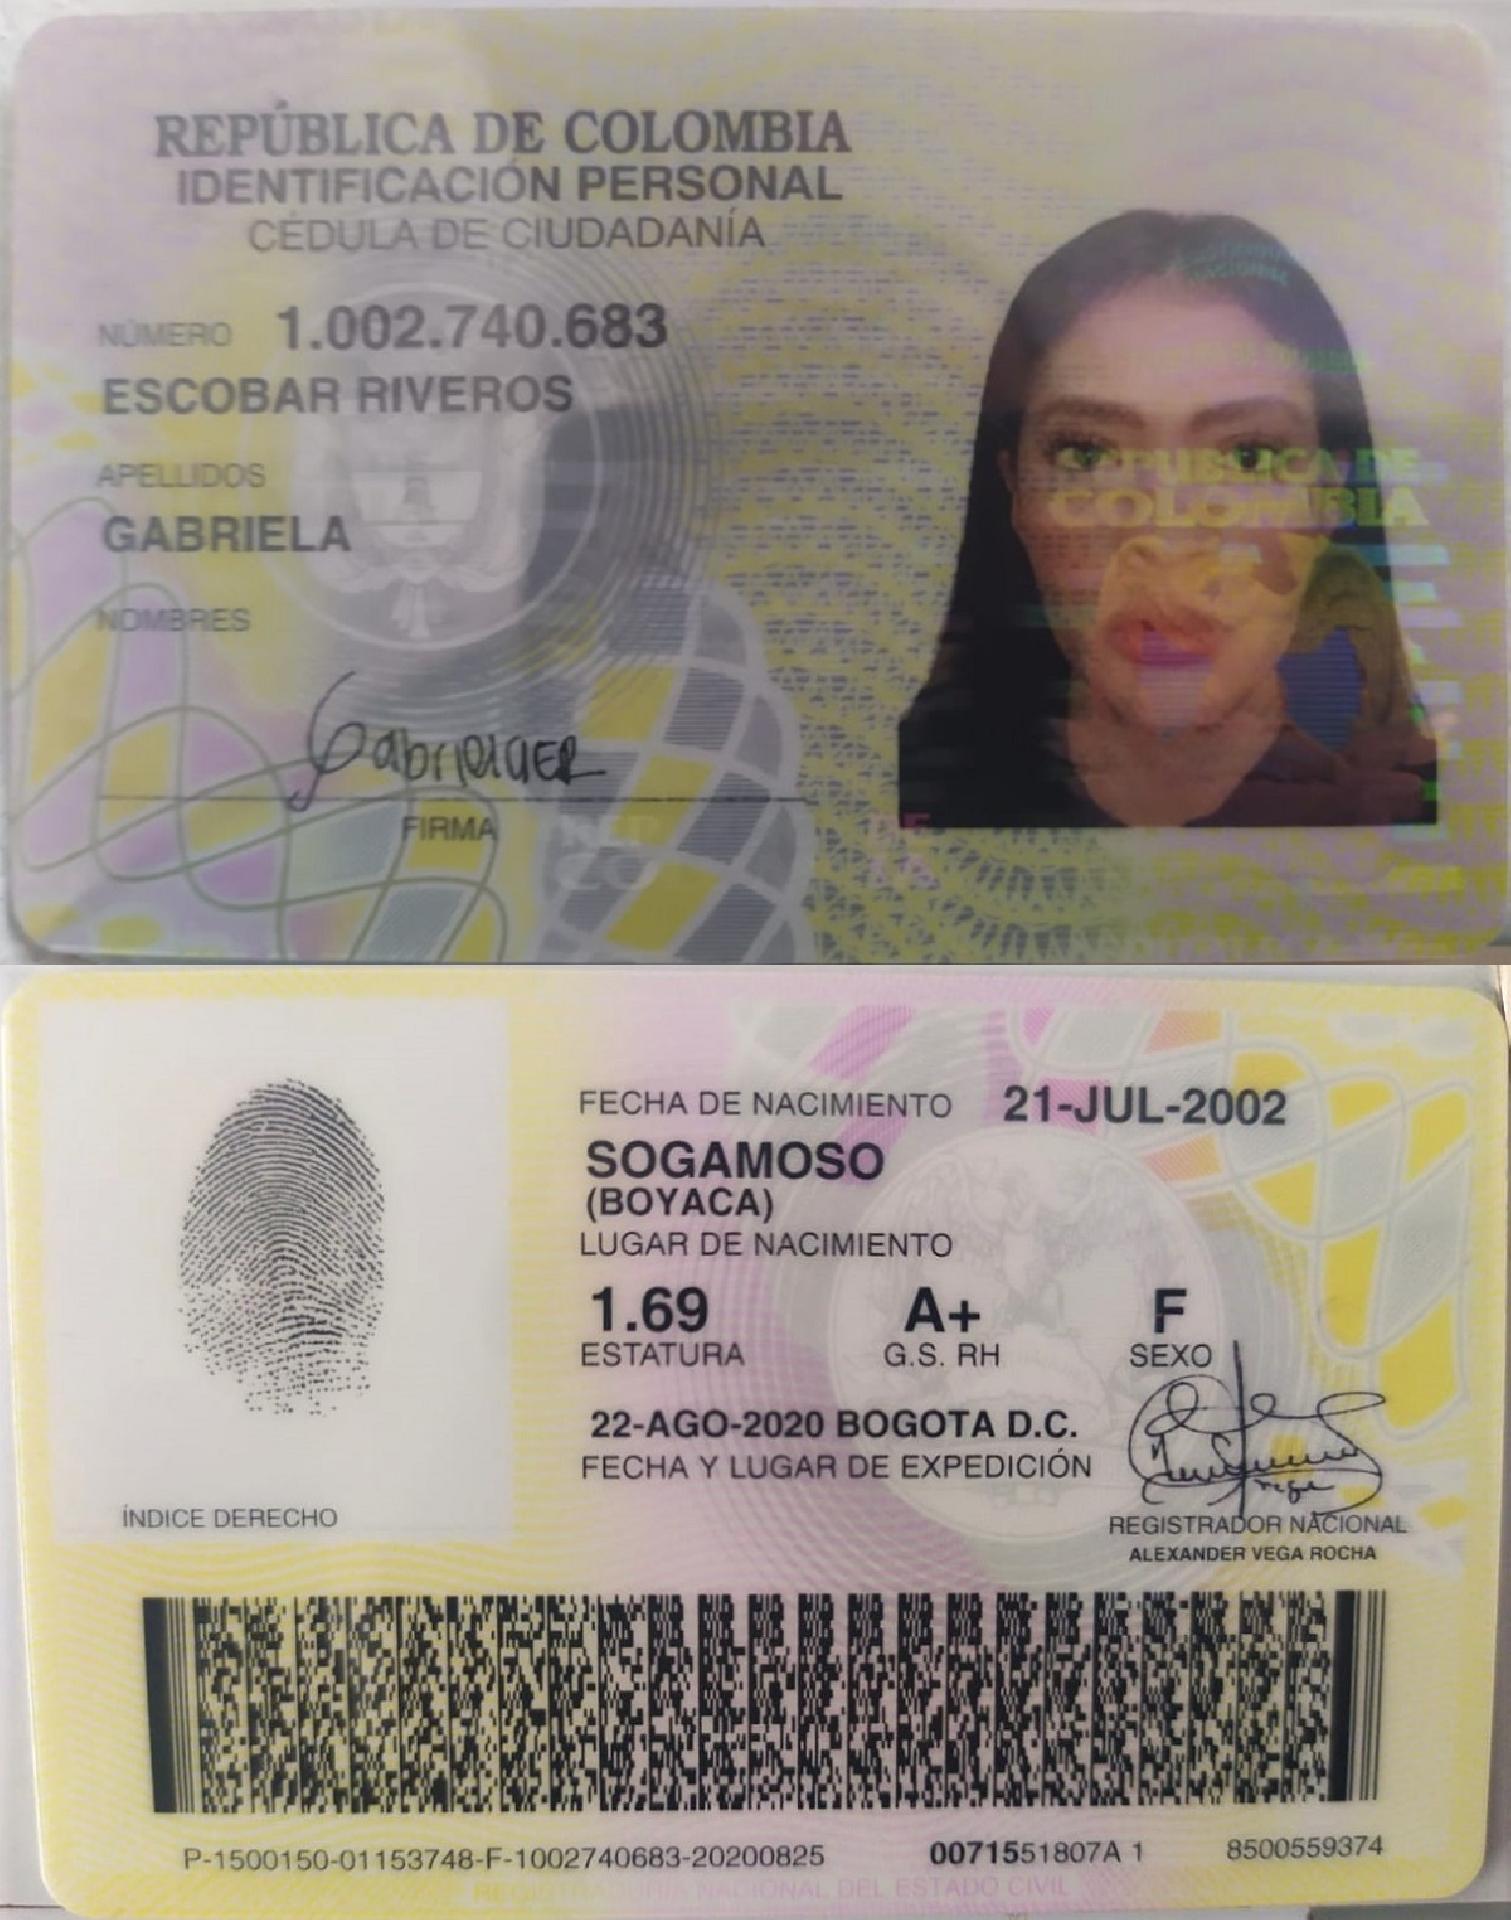 REPÚBLICA DE COLOMBIA
IDENTIFICACIÓN PERSONAL
CÉDULA DE CIUDADANÍA
NÚMERO 1.002.740.683
ESCOBAR RIVEROS
APELLIDOS
GABRIELA
NOMBRES
GabrielaER
FIRMA
REPUBLICA DE
COLOMBIA
FECHA DE NACIMIENTO 21-JUL-2002
SOGAMOSO
(BOYACA)
LUGAR DE NACIMIENTO
1.69 A+ F
ESTATURA G.S. RH SEXO
22-AGO-2020 BOGOTA D.C.
FECHA Y LUGAR DE EXPEDICIÓN
ÍNDICE DERECHO
REGISTRADOR NACIONAL
ALEXANDER VEGA ROCHA
P-1500150-01153748-F-1002740683-20200825 0071551807A 1 8500559374
REGISTRADURIA NACIONAL DEL ESTADO CIVIL